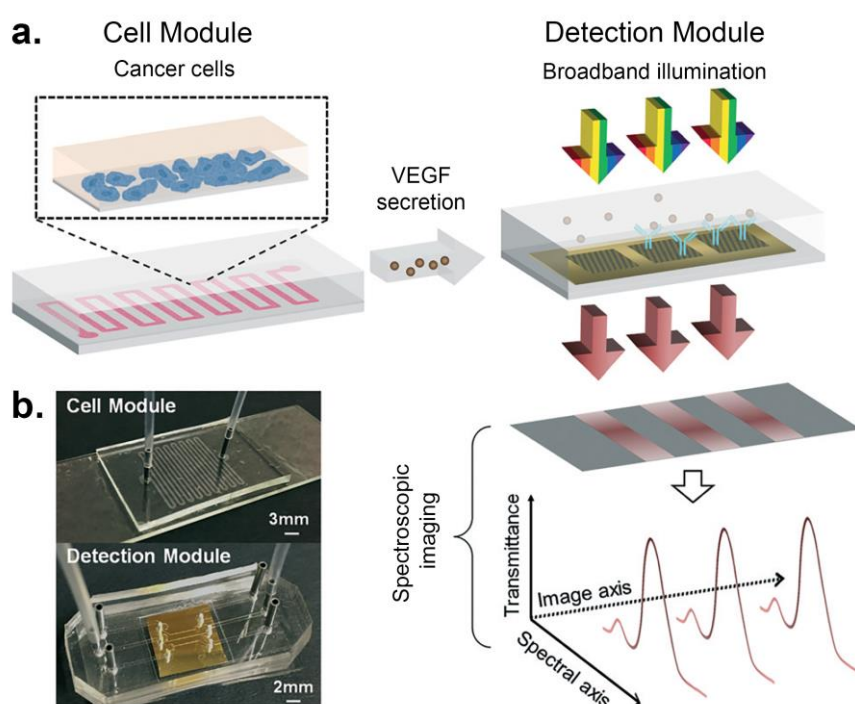 a.
Cell Module
Cancer cells
VEGF
secretion
Detection Module
Broadband illumination
b.
Cell Module
3mm
Detection Module
2mm
Spectroscopic
imaging
Transmittance
Image axis
Spectral axis